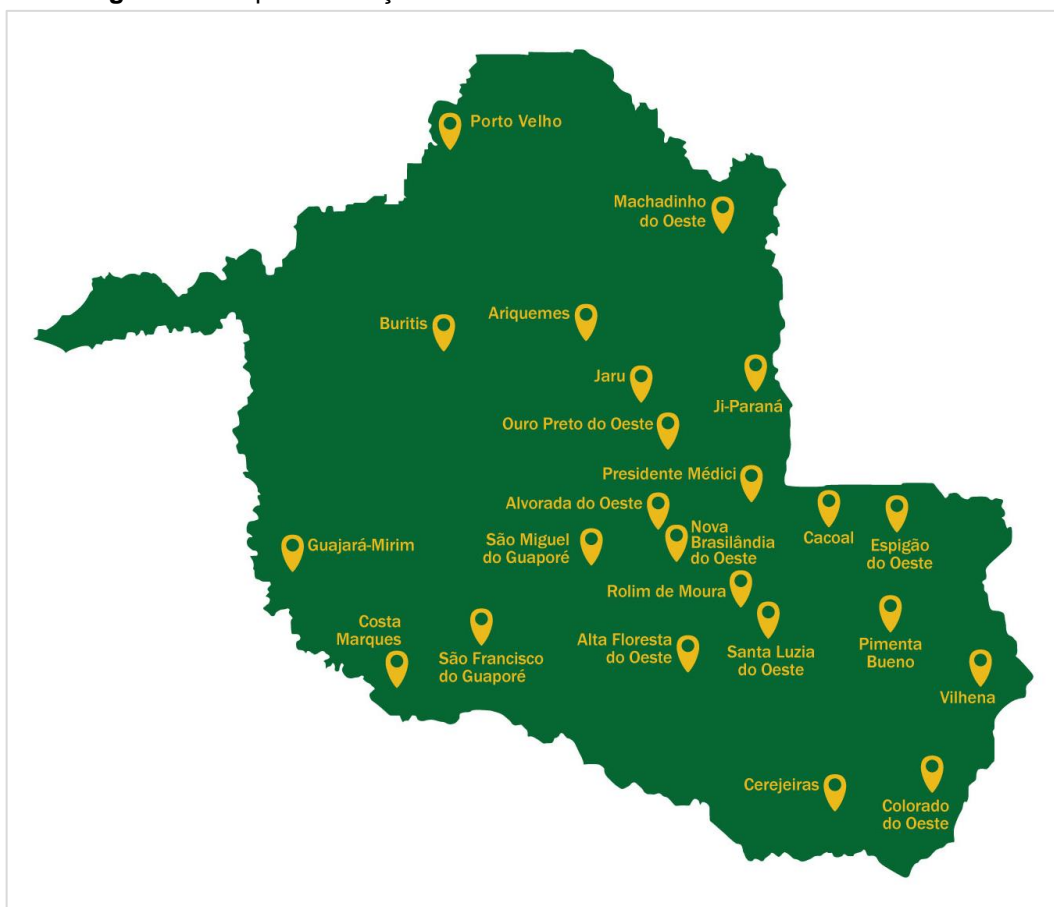 Porto Velho
Machadinho
do Oeste
Ariquemes
Buritis
Jaru
Ji-Paraná
Ouro Preto do Oeste
Presidente Médici
Alvorada do Oeste
Nova
Brasilândia
do Oeste
São Miguel
do Guaporé
Cacoal
Espigão
do Oeste
Guajará-Mirim
Rolim de Moura
Costa
Marques
São Francisco
do Guaporé
Alta Floresta
do Oeste
Santa Luzia
do Oeste
Pimenta
Bueno
Vilhena
Cerejeiras
Colorado
do Oeste